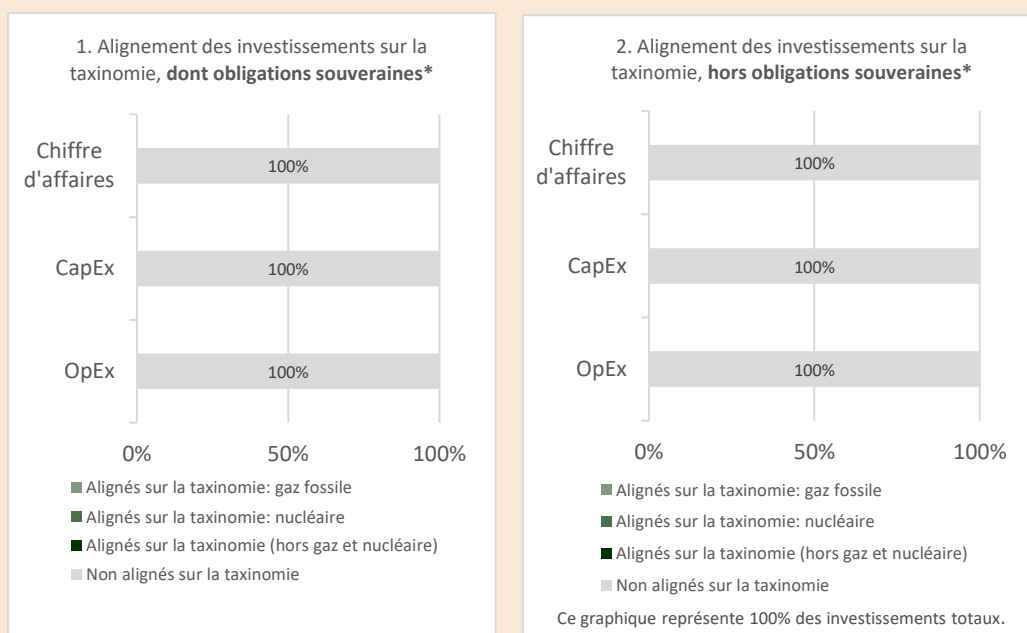 1. Alignement des investissements sur la
taxinomie, dont obligations souveraines*
Chiffre
d'affaires
100%
CapEx
100%
OpEx
100%
0%
50%
100%
Alignés sur la taxinomie: gaz fossile
Alignés sur la taxinomie: nucléaire
Alignés sur la taxinomie (hors gaz et nucléaire)
Non alignés sur la taxinomie
2. Alignement des investissements sur la
taxinomie, hors obligations souveraines*
Chiffre
d'affaires
100%
CapEx
100%
OpEx
100%
0%
50%
100%
Alignés sur la taxinomie: gaz fossile
Alignés sur la taxinomie: nucléaire
Alignés sur la taxinomie (hors gaz et nucléaire)
Non alignés sur la taxinomie
Ce graphique représente 100% des investissements totaux.